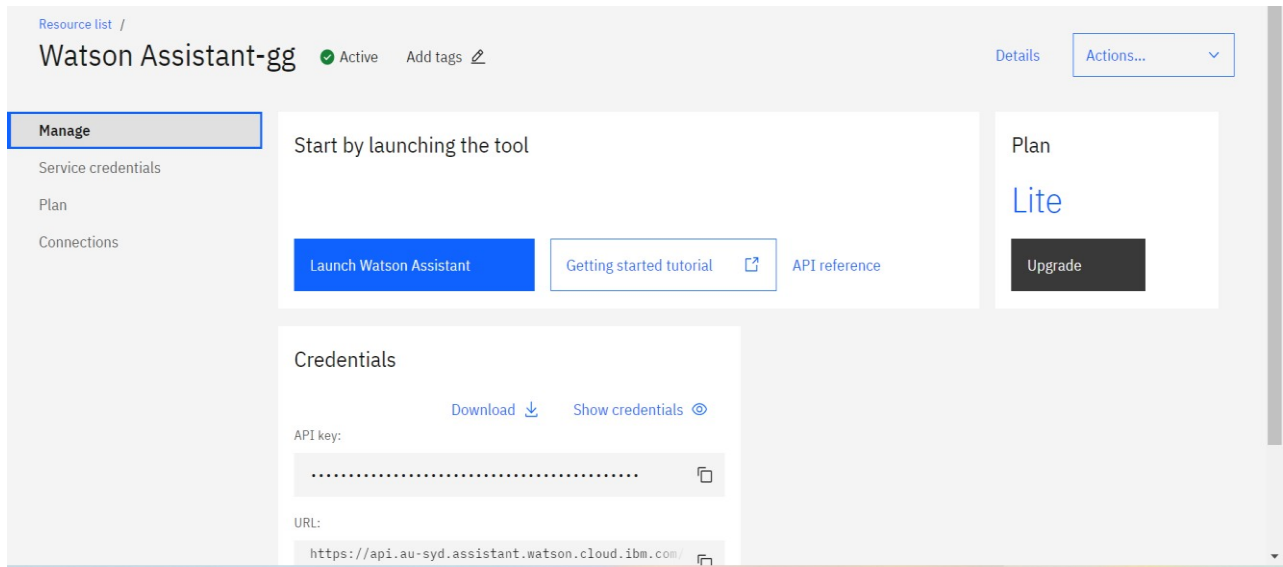 Resource list /
Watson Assistant-gg Active Add tags Details Actions...
Manage
Service credentials
Plan
Connections
Start by launching the tool
Launch Watson Assistant Getting started tutorial API reference
Plan
Lite
Upgrade
Credentials
Download Show credentials
API key:
URL:
https://api.au-syd.assistant.watson.cloud.ibm.com/